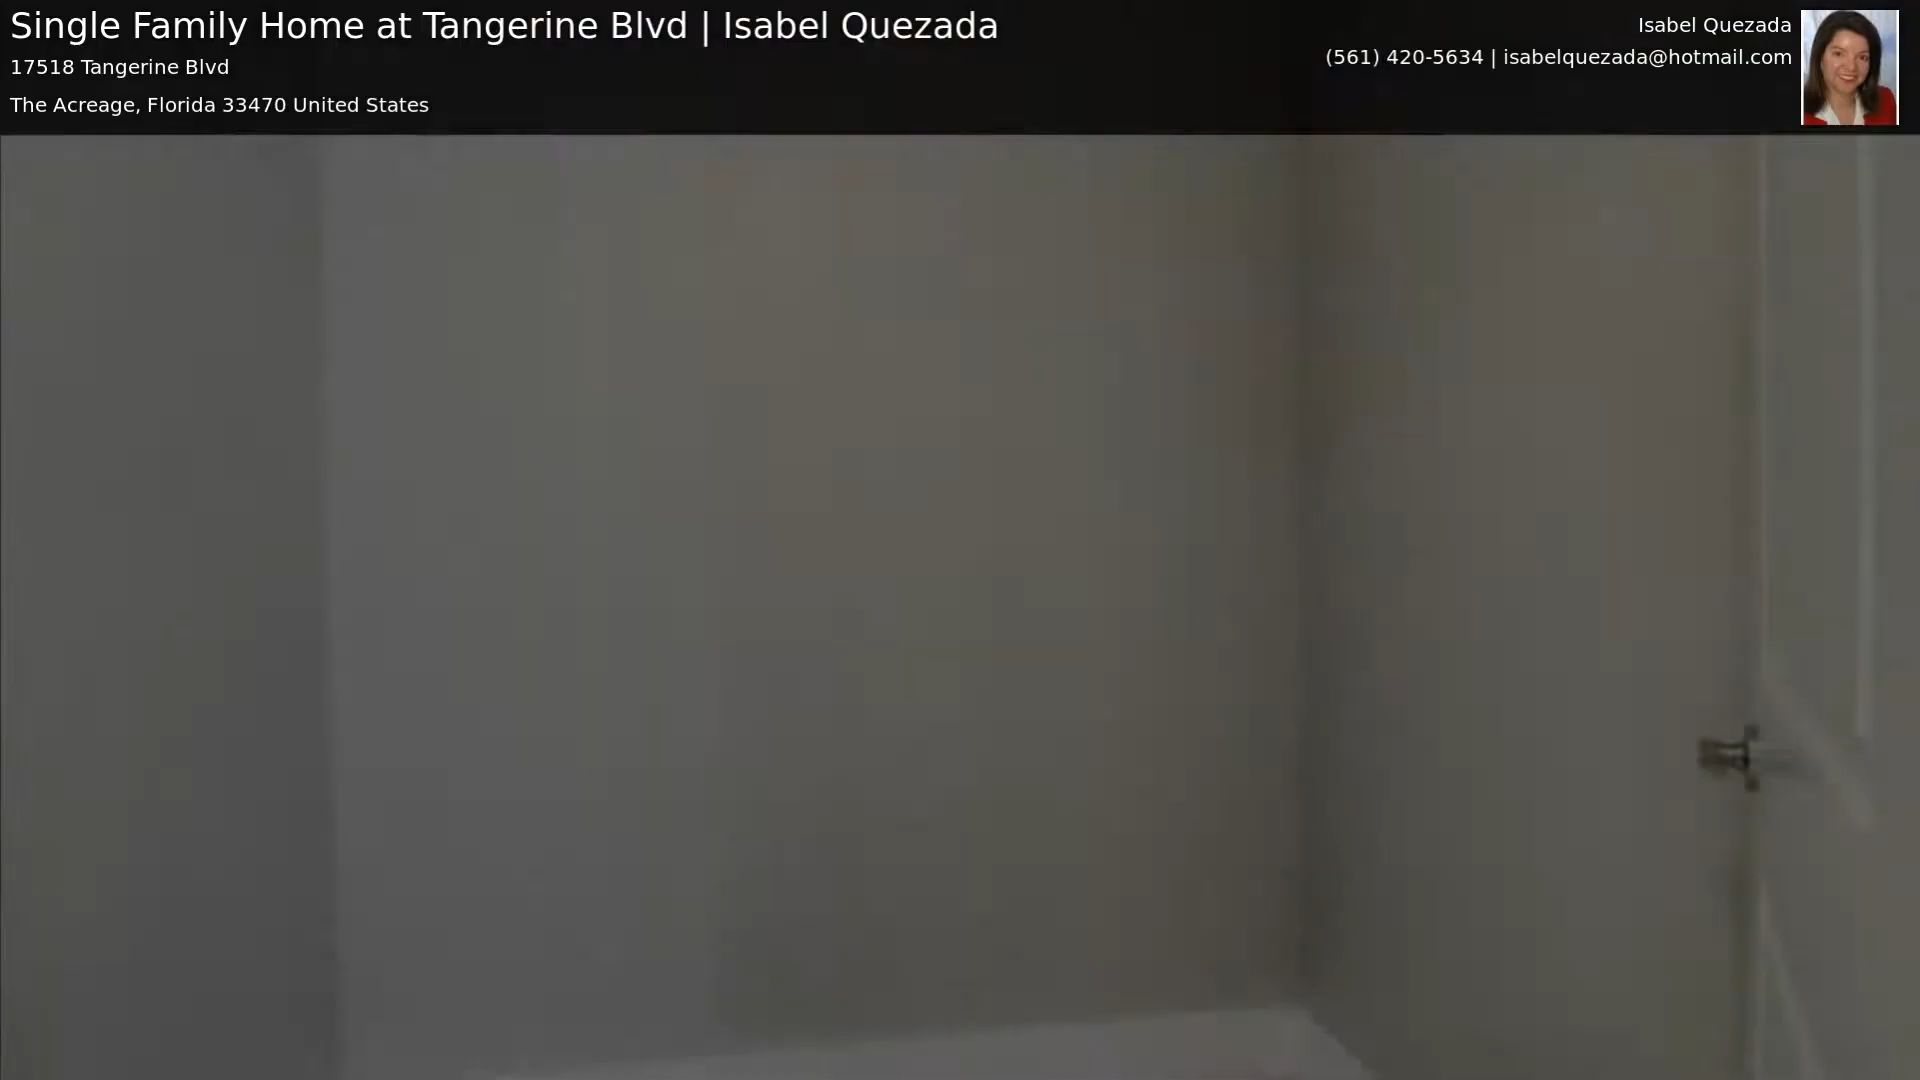 Single Family Home at Tangerine Blvd | Isabel Quezada
17518 Tangerine Blvd
The Acreage, Florida 33470 United States
Isabel Quezada
(561) 420-5634 | isabelquezada@hotmail.com